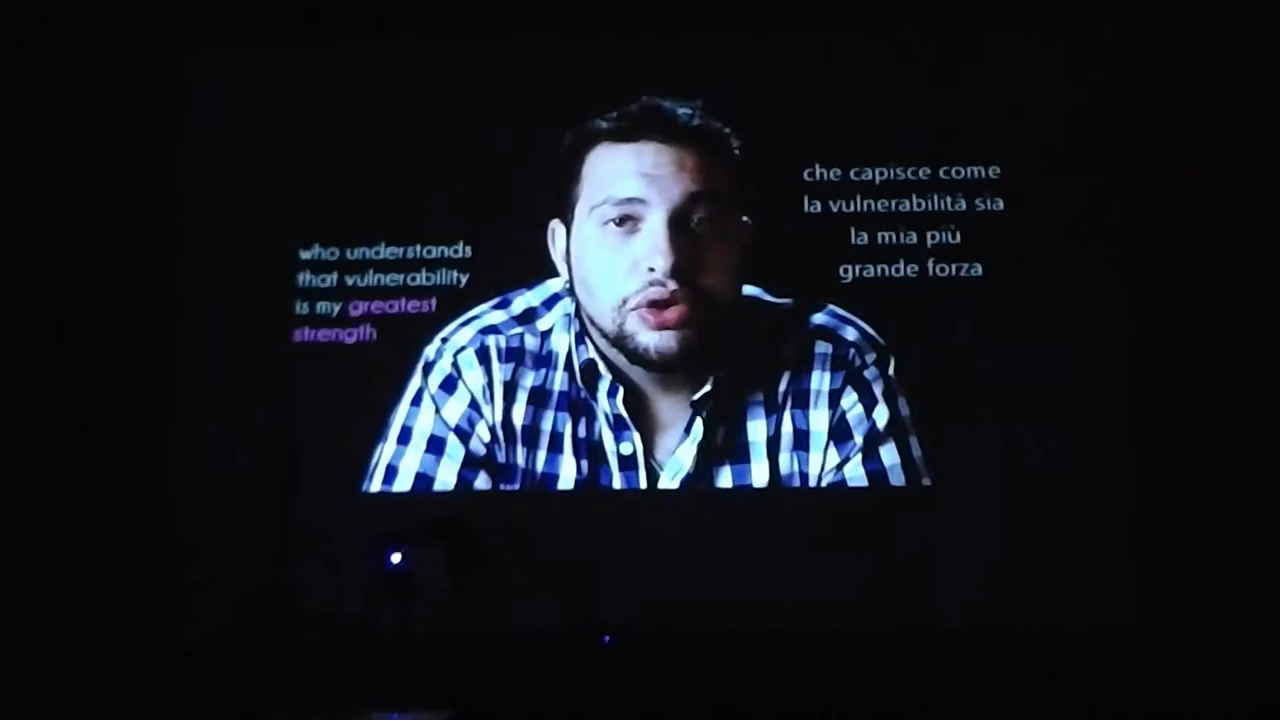 who understands
that vulnerability
is my greatest
strength
che capisce come
la vulnerabilità sia
la mia più
grande forza